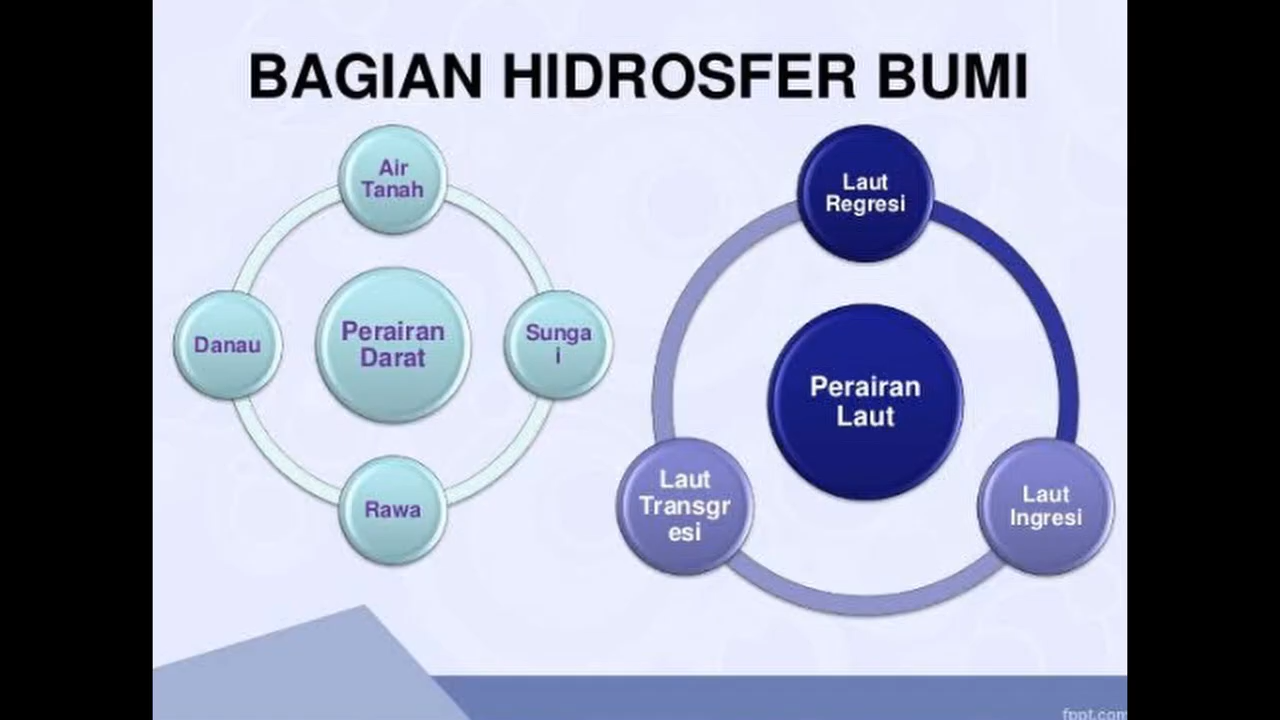 BAGIAN HIDROSFER BUMI
Air
Tanah
Danau
Perairan
Darat
Sunga
i
Rawa
Laut
Regresi
Perairan
Laut
Laut
Transgr
esi
Laut
Ingresi
fppt.com